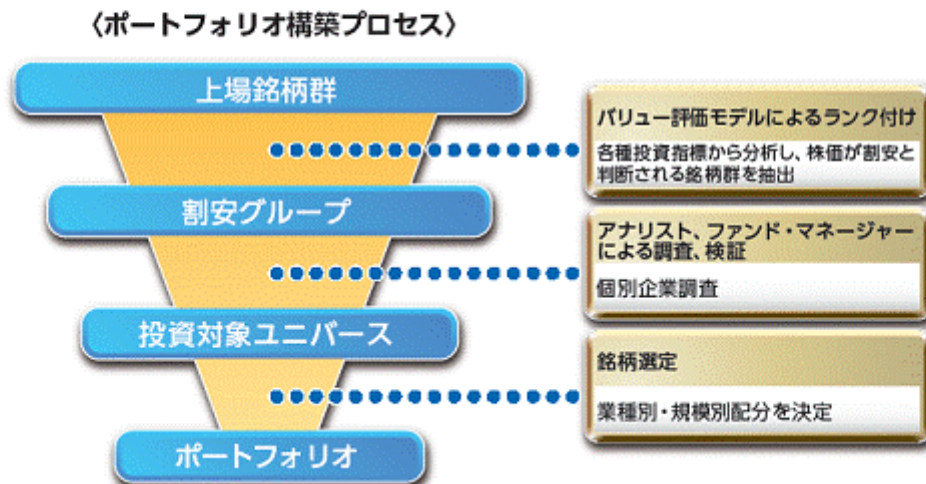 〈ポートフォリオ構築プロセス〉
上場銘柄群
バリュー評価モデルによるランク付け
各種投資指標から分析し、株価が割安と
判断される銘柄群を抽出
割安グループ
アナリスト、ファンド・マネージャー
による調査、検証
個別企業調査
投資対象ユニバース
銘柄選定
業種別・規模別配分を決定
ポートフォリオ